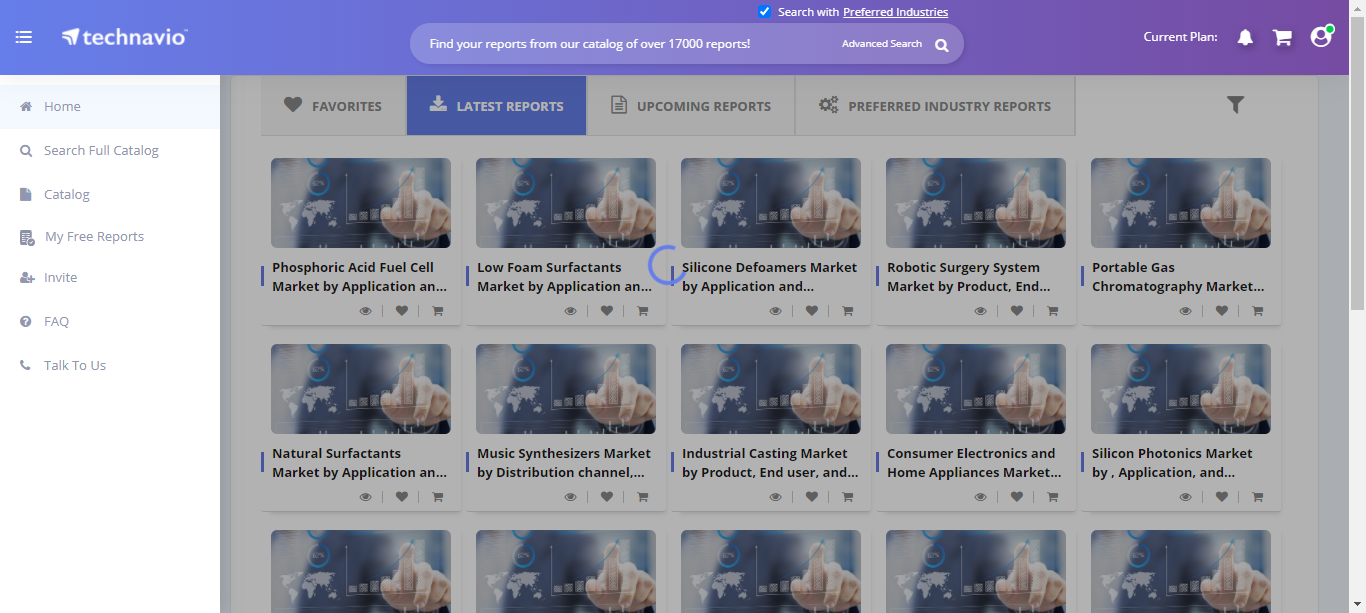 Search with Preferred Industries
technavio
Find your reports from our catalog of over 17000 reports!
Advanced Search
Current Plan:
Home
Search Full Catalog
Catalog
My Free Reports
Invite
FAQ
Talk To Us
FAVORITES
LATEST REPORTS
UPCOMING REPORTS
PREFERRED INDUSTRY REPORTS
Phosphoric Acid Fuel Cell
Market by Application an...
Low Foam Surfactants
Market by Application an...
Silicone Defoamers Market
by Application and...
Robotic Surgery System
Market by Product, End...
Portable Gas
Chromatography Market...
Natural Surfactants
Market by Application an...
Music Synthesizers Market
by Distribution channel,...
Industrial Casting Market
by Product, End user, and...
Consumer Electronics and
Home Appliances Market...
Silicon Photonics Market
by , Application, and...